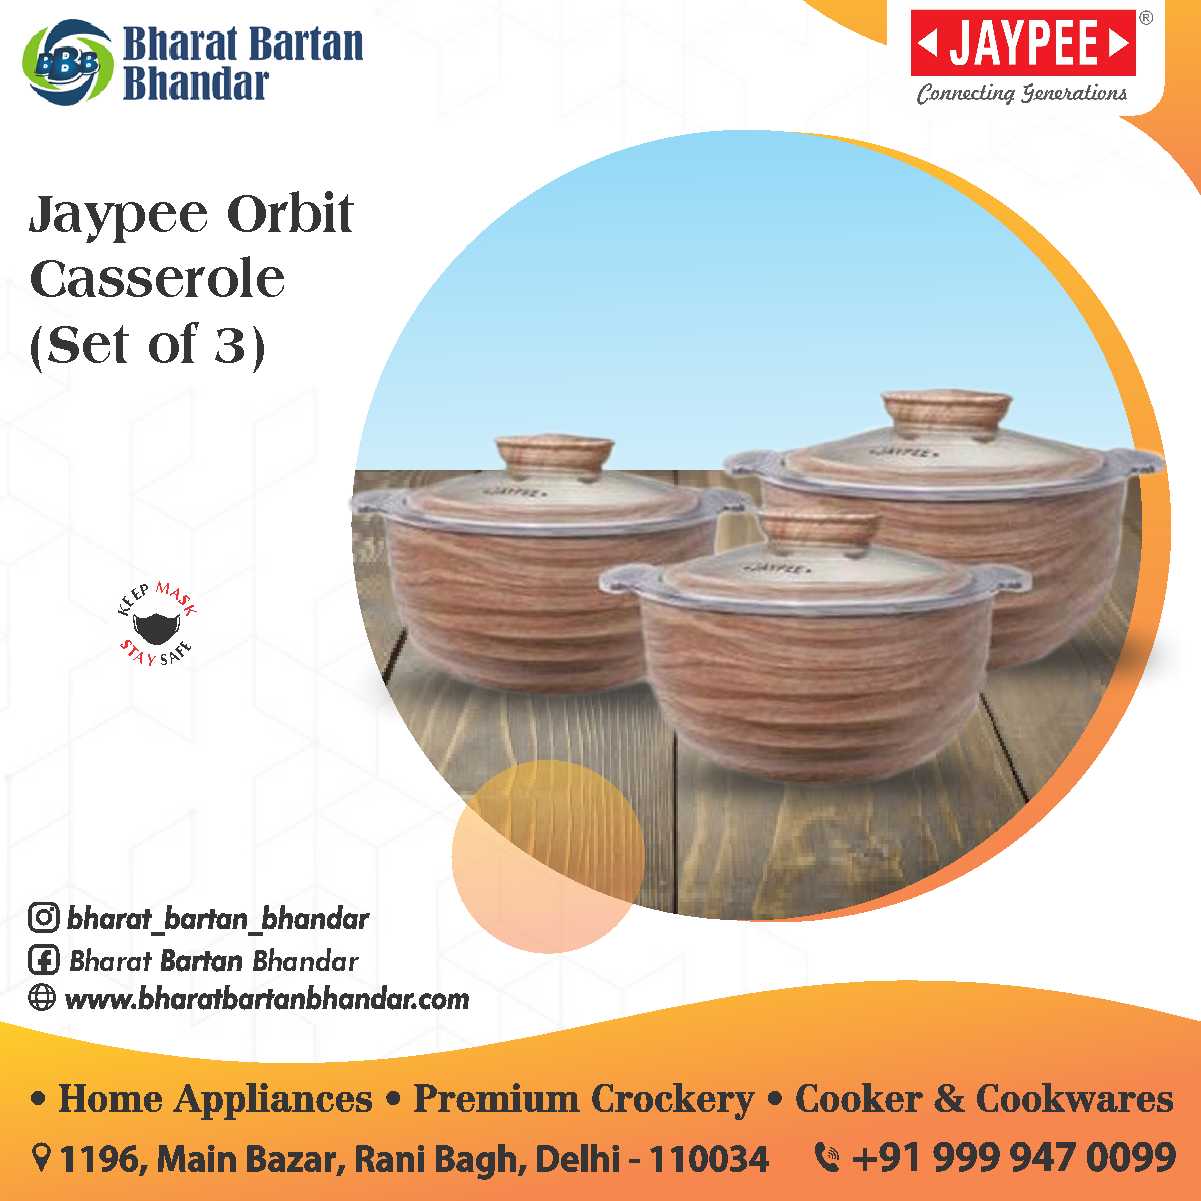 BBB
Bharat Bartan
Bhandar
JAYPEE ®
Connecting Generations
Jaypee Orbit
Casserole
(Set of 3)
JAYPEE
JAYPEE
JAYPEE
KEEP MASK
STAY SAFE
bharat_bartan_bhandar
Bharat Bartan Bhandar
www.bharatbartanbhandar.com
• Home Appliances • Premium Crockery • Cooker & Cookwares
1196, Main Bazar, Rani Bagh, Delhi - 110034
+91 999 947 0099